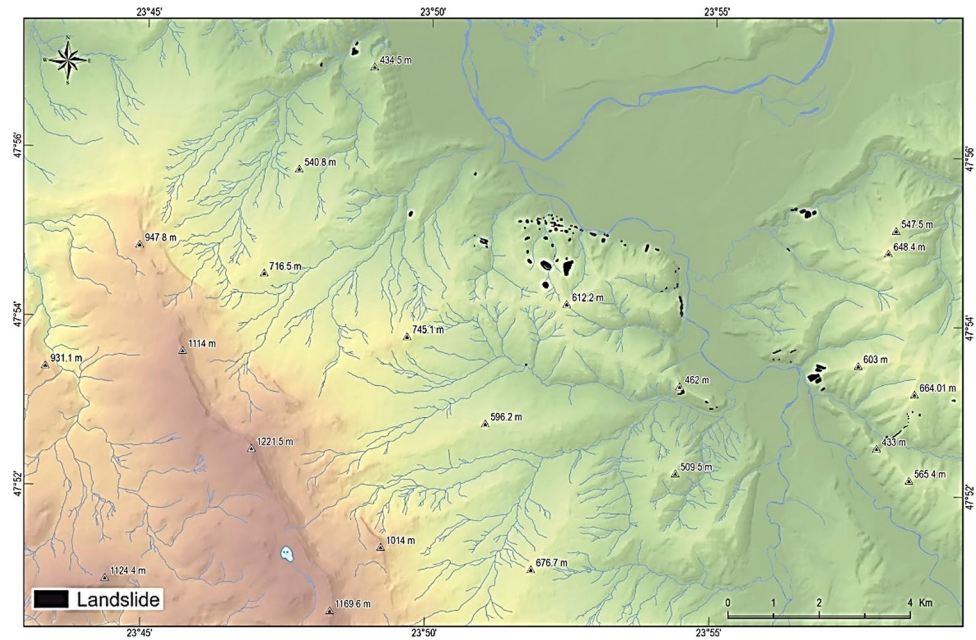 23°45' 23°50' 23°55'
N
434.5 m
47°56' 47°56'
540.8 m
547.5 m
947.8 m
648.4 m
716.5 m
612.2 m
47°54' 47°54'
745.1 m
1114 m
931.1 m
603 m
462 m
664.01 m
596.2 m
1221.5 m
433 m
509.5 m
565.4 m
47°52' 47°52'
1014 m
676.7 m
1124.4 m
Landslide
1169.6 m
0 1 2 4 Km
23°45' 23°50' 23°55'